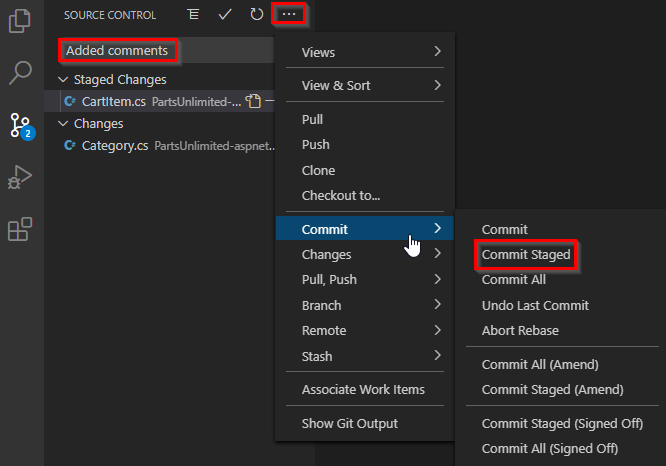 SOURCE CONTROL
Added comments
Staged Changes
C# CartItem.cs PartsUnlimited-...
Changes
C# Category.cs PartsUnlimited-aspnet...
2
Views
View & Sort
Pull
Push
Clone
Checkout to...
Commit
Changes
Pull, Push
Branch
Remote
Stash
Associate Work Items
Show Git Output
Commit
Commit Staged
Commit All
Undo Last Commit
Abort Rebase
Commit All (Amend)
Commit Staged (Amend)
Commit Staged (Signed Off)
Commit All (Signed Off)